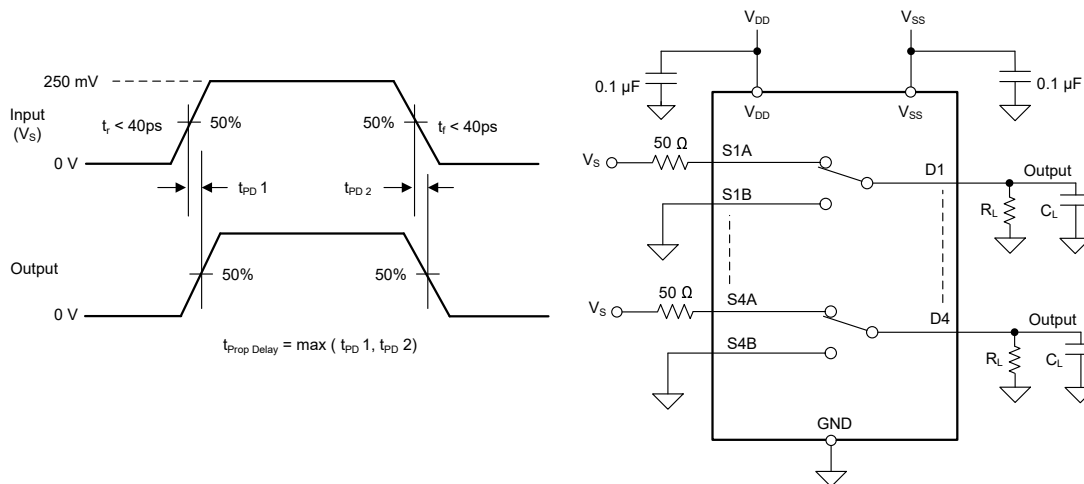 250 mV
Input
(VS)
tr < 40ps
50%
50%
tf < 40ps
0 V
tPD 1
tPD 2
Output
50%
50%
0 V
tProp Delay = max ( tPD 1, tPD 2)
VDD
VSS
0.1 µF
0.1 µF
VDD
VSS
VS
50 Ω
S1A
D1
Output
S1B
RL
CL
VS
50 Ω
S4A
D4
Output
S4B
RL
CL
GND